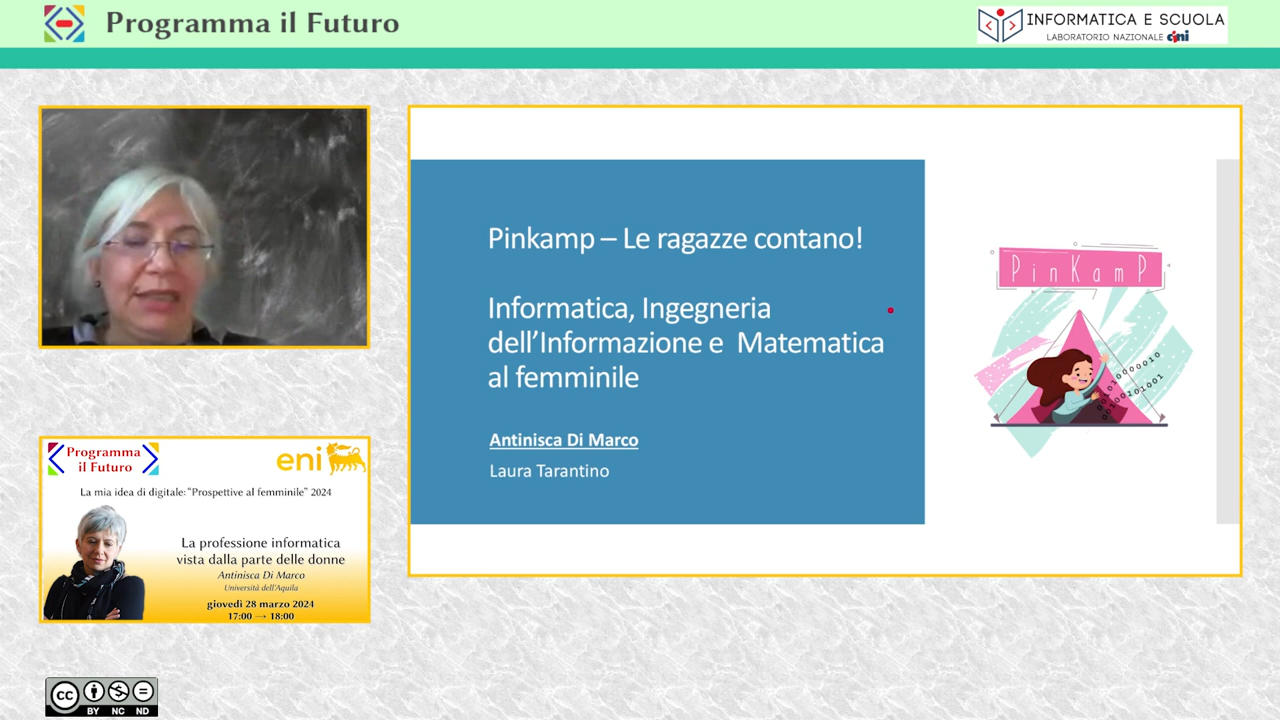 Programma il Futuro
INFORMATICA E SCUOLA
LABORATORIO NAZIONALE cini
Pinkamp – Le ragazze contano!
Informatica, Ingegneria
dell'Informazione e Matematica
al femminile
Antinisca Di Marco
Laura Tarantino
PinKamP
001010000010
00100101001
Programma
il Futuro
eni
La mia idea di digitale: "Prospettive al femminile" 2024
La professione informatica
vista dalla parte delle donne
Antinisca Di Marco
Università dell'Aquila
giovedì 28 marzo 2024
17:00 → 18:00
cc
BY NC ND